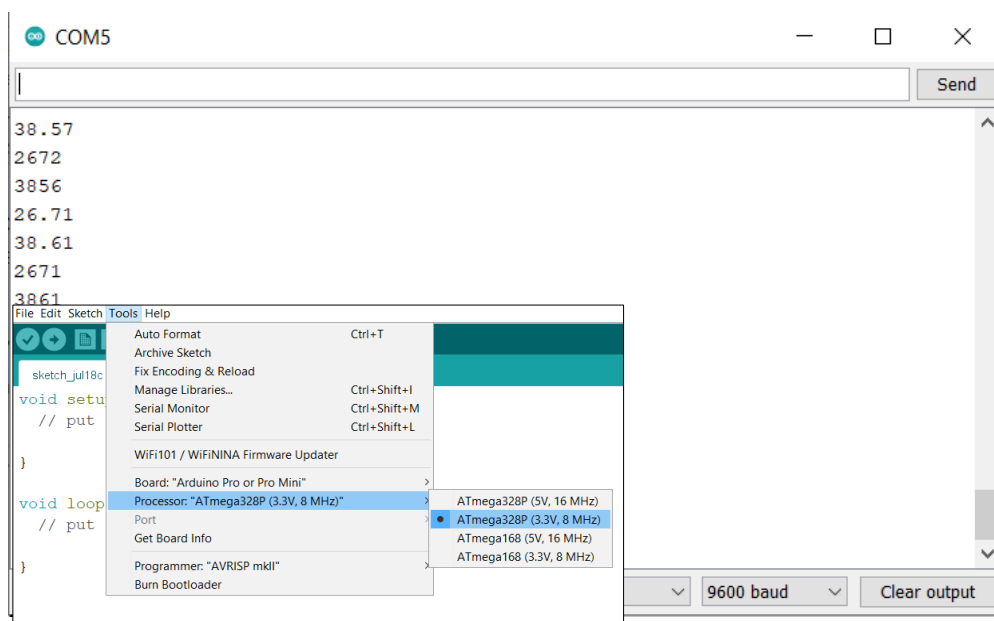 COM5
Send
38.57
2672
3856
26.71
38.61
2671
3861
File Edit Sketch Tools Help
sketch_jul18c
void setu
// put
}
void loop
// put
}
Auto Format Ctrl+T
Archive Sketch
Fix Encoding & Reload
Manage Libraries... Ctrl+Shift+I
Serial Monitor Ctrl+Shift+M
Serial Plotter Ctrl+Shift+L
WiFi101 / WiFiNINA Firmware Updater
Board: "Arduino Pro or Pro Mini"
Processor: "ATmega328P (3.3V, 8 MHz)"
Port
Get Board Info
Programmer: "AVRISP mkII"
Burn Bootloader
ATmega328P (5V, 16 MHz)
ATmega328P (3.3V, 8 MHz)
ATmega168 (5V, 16 MHz)
ATmega168 (3.3V, 8 MHz)
9600 baud
Clear output